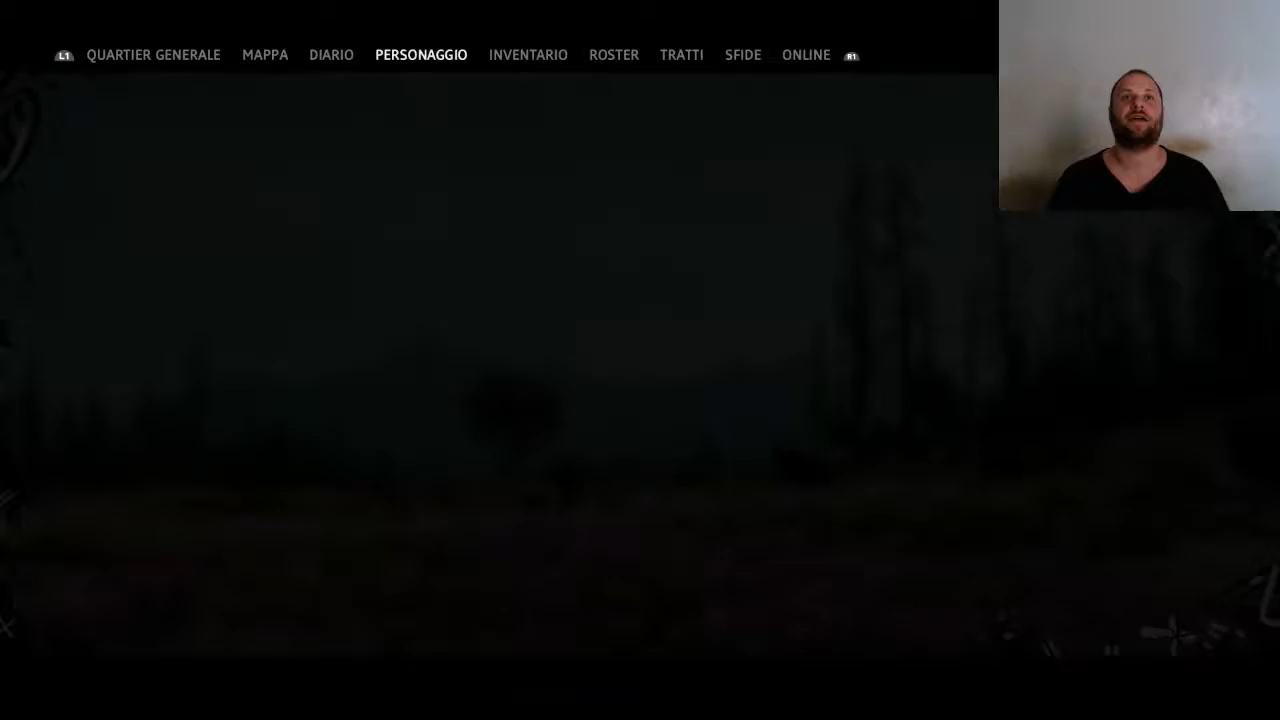 L1 QUARTIER GENERALE MAPPA DIARIO PERSONAGGIO INVENTARIO ROSTER TRATTI SFIDE ONLINE R1